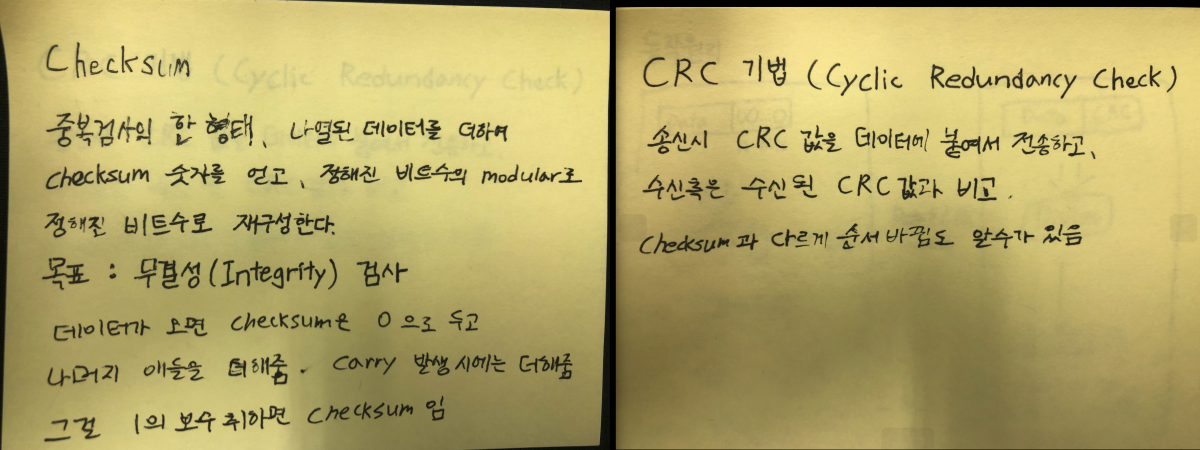 Checksum
중복검사의 한 형태, 나열된 데이터를 더하여
checksum 숫자를 얻고, 정해진 비트수의 modular로
정해진 비트수로 재구성한다.
목표 : 무결성(Integrity) 검사
데이터가 오면 checksum은 0 으로 두고
나머지 애들을 더해줌. Carry 발생 시에는 더해줌
그걸 1의 보수 취하면 checksum 임
CRC 기법 (Cyclic Redundancy Check)
송신시 CRC 값을 데이터에 붙여서 전송하고,
수신측은 수신된 CRC 값과 비교.
checksum과 다르게 순서 바뀜도 알수가 있음